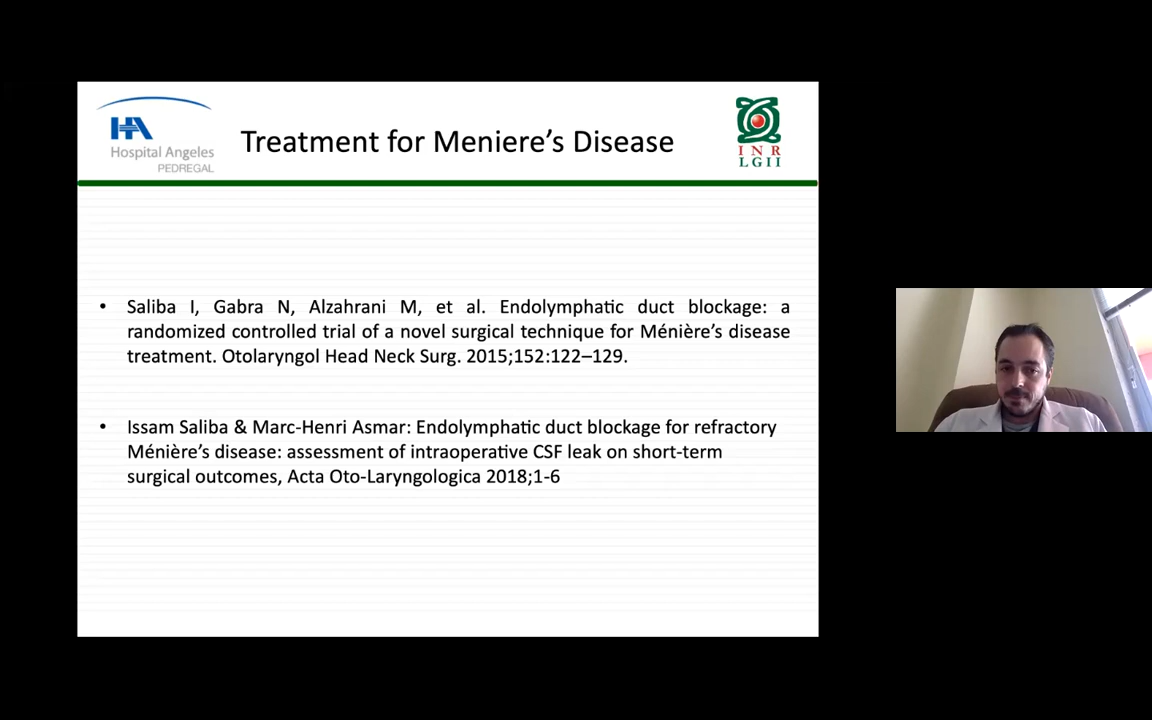 HA
Hospital Angeles
PEDREGAL
Treatment for Meniere's Disease
INR
LGII
• Saliba I, Gabra N, Alzahrani M, et al. Endolymphatic duct blockage: a
randomized controlled trial of a novel surgical technique for Ménière's disease
treatment. Otolaryngol Head Neck Surg. 2015;152:122–129.
• Issam Saliba & Marc-Henri Asmar: Endolymphatic duct blockage for refractory
Ménière's disease: assessment of intraoperative CSF leak on short-term
surgical outcomes, Acta Oto-Laryngologica 2018;1-6